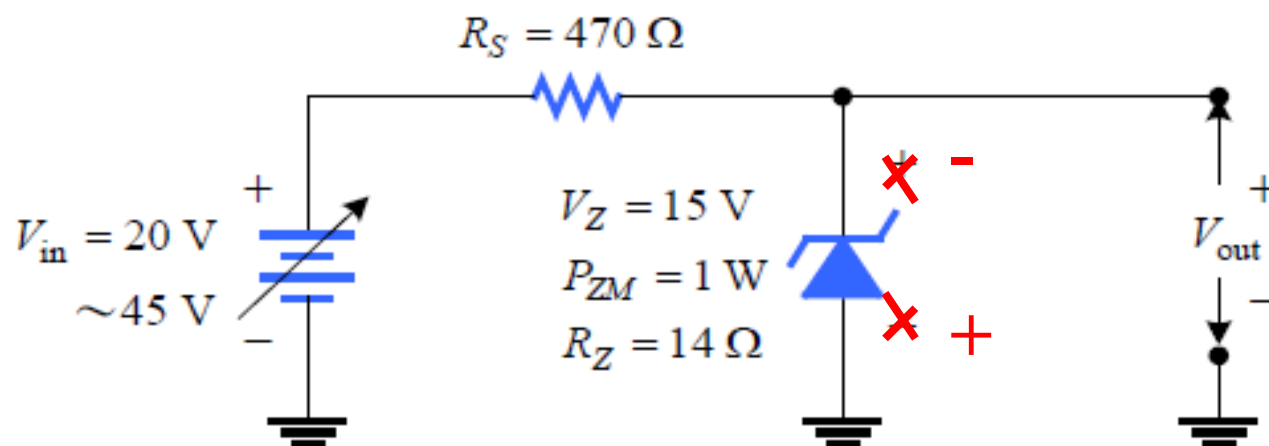 R_S = 470 Ω
+
V_in = 20 V
~45 V
−
V_Z = 15 V
P_ZM = 1 W
R_Z = 14 Ω
+ -
− +
+
V_out
−